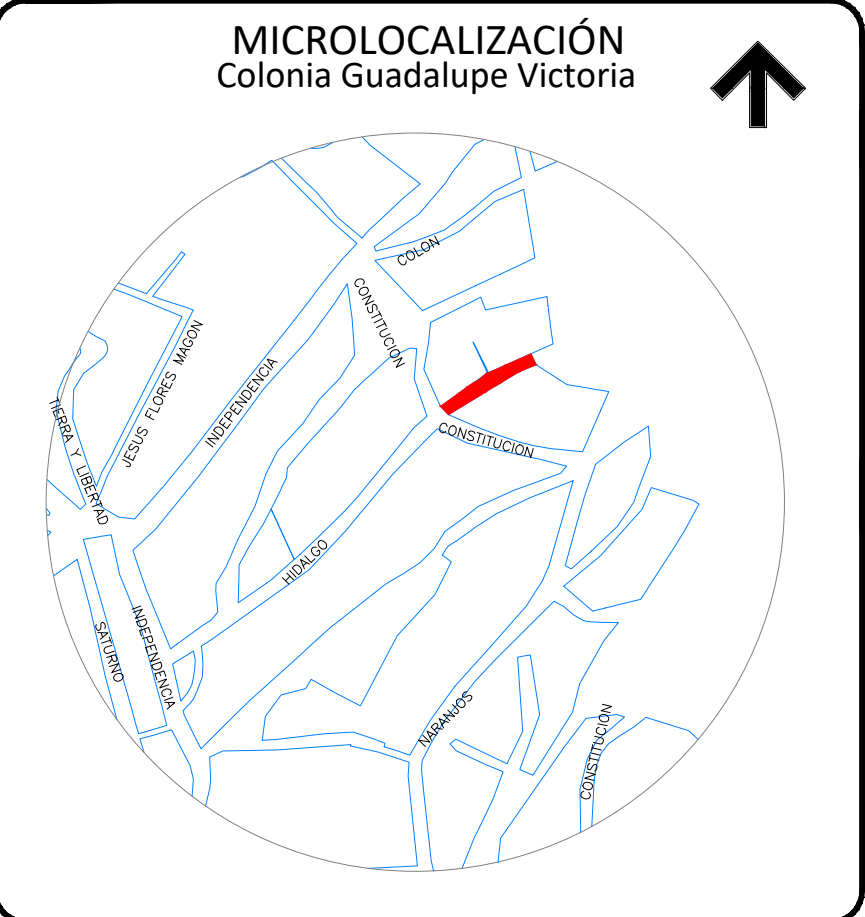 MICROLOCALIZACIÓN
Colonia Guadalupe Victoria
COLON
CONSTITUCION
JESUS FLORES MAGON
INDEPENDENCIA
TIERRA Y LIBERTAD
CONSTITUCION
HIDALGO
SATURNO
INDEPENDENCIA
NARANJOS
CONSTITUCION